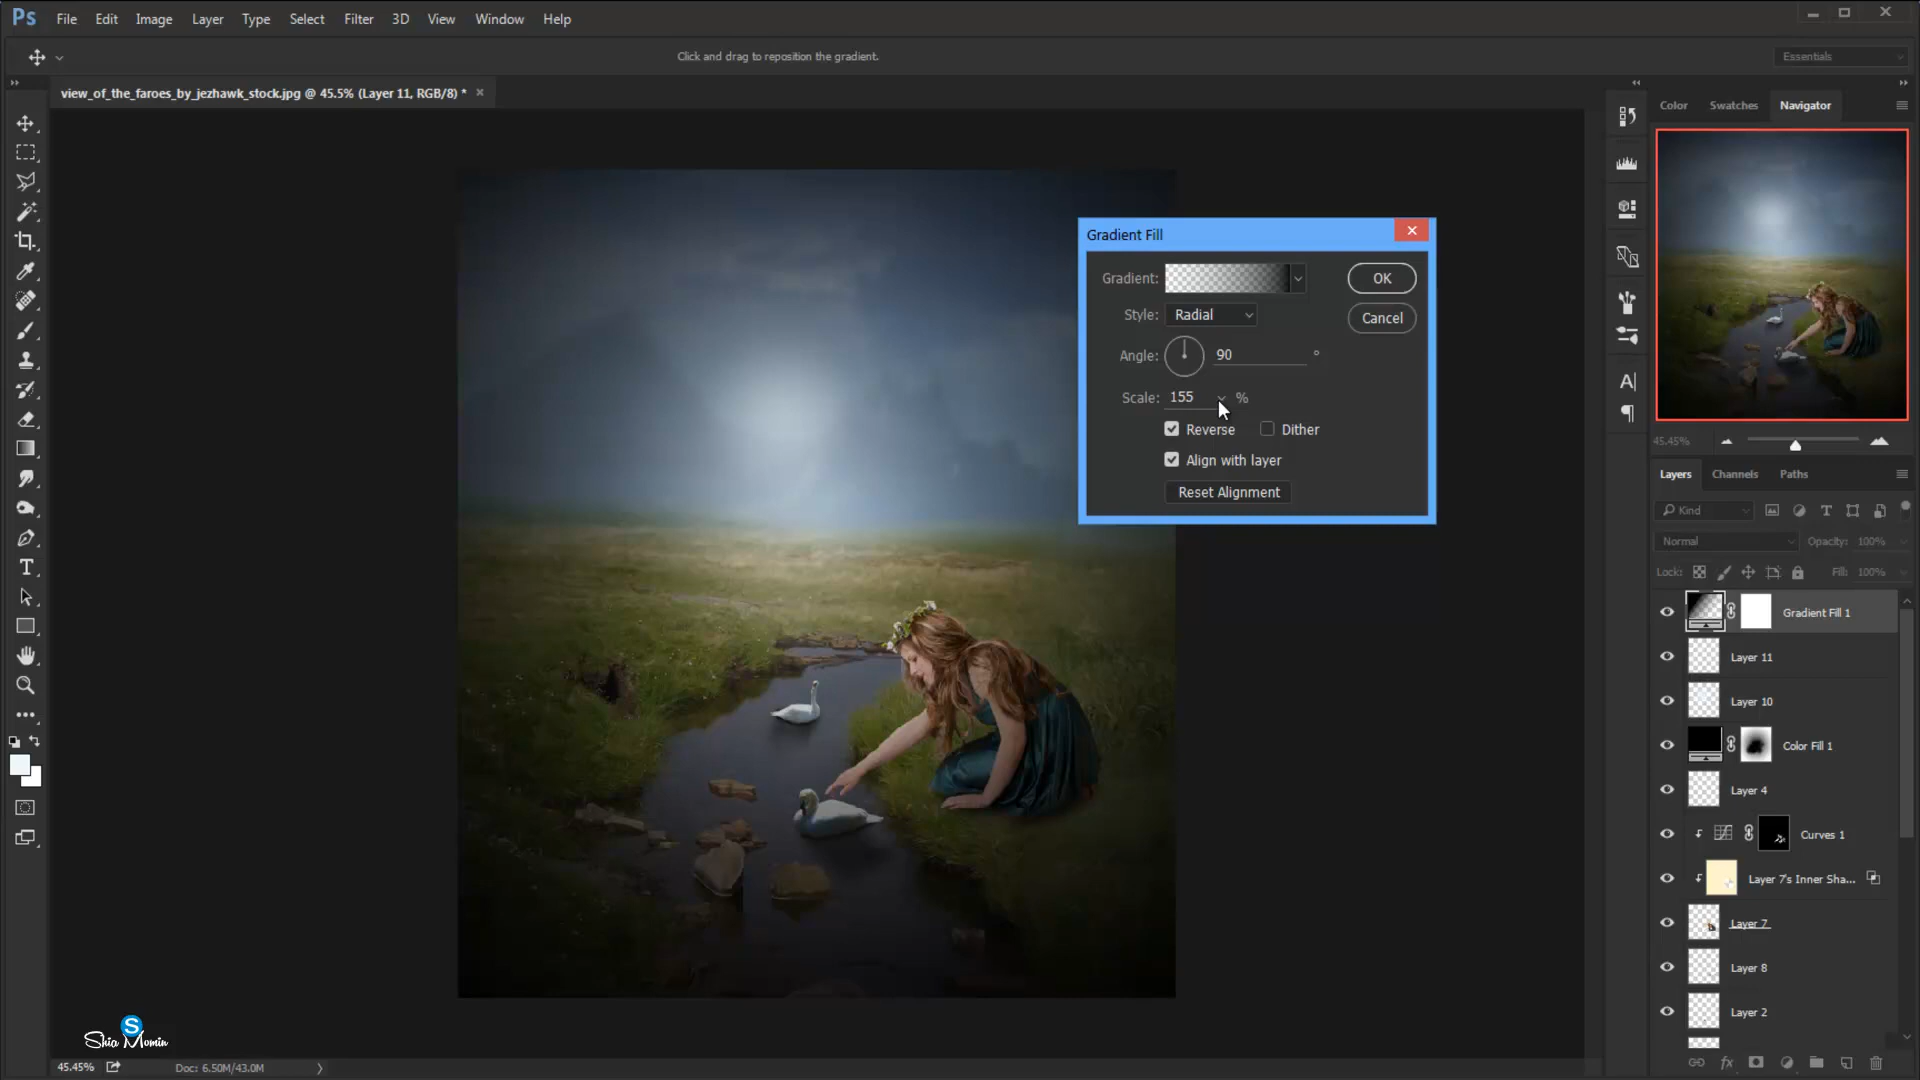 Ps File Edit Image Layer Type Select Filter 3D View Window Help
Click and drag to reposition the gradient.
Essentials
view_of_the_faroes_by_jezhawk_stock.jpg @ 45.5% (Layer 11, RGB/8) *
Color Swatches Navigator
Gradient Fill
Gradient:
OK
Style: Radial
Cancel
Angle: 90 °
Scale: 155 %
Reverse Dither
Align with layer
Reset Alignment
45.45%
Layers Channels Paths
Kind
Normal Opacity: 100%
Lock: Fill: 100%
Gradient Fill 1
Layer 11
Layer 10
Color Fill 1
Layer 4
Curves 1
Layer 7's Inner Sha...
Layer 7
Layer 8
Layer 2
S
Shia Momin
45.45% Doc: 6.50M/43.0M